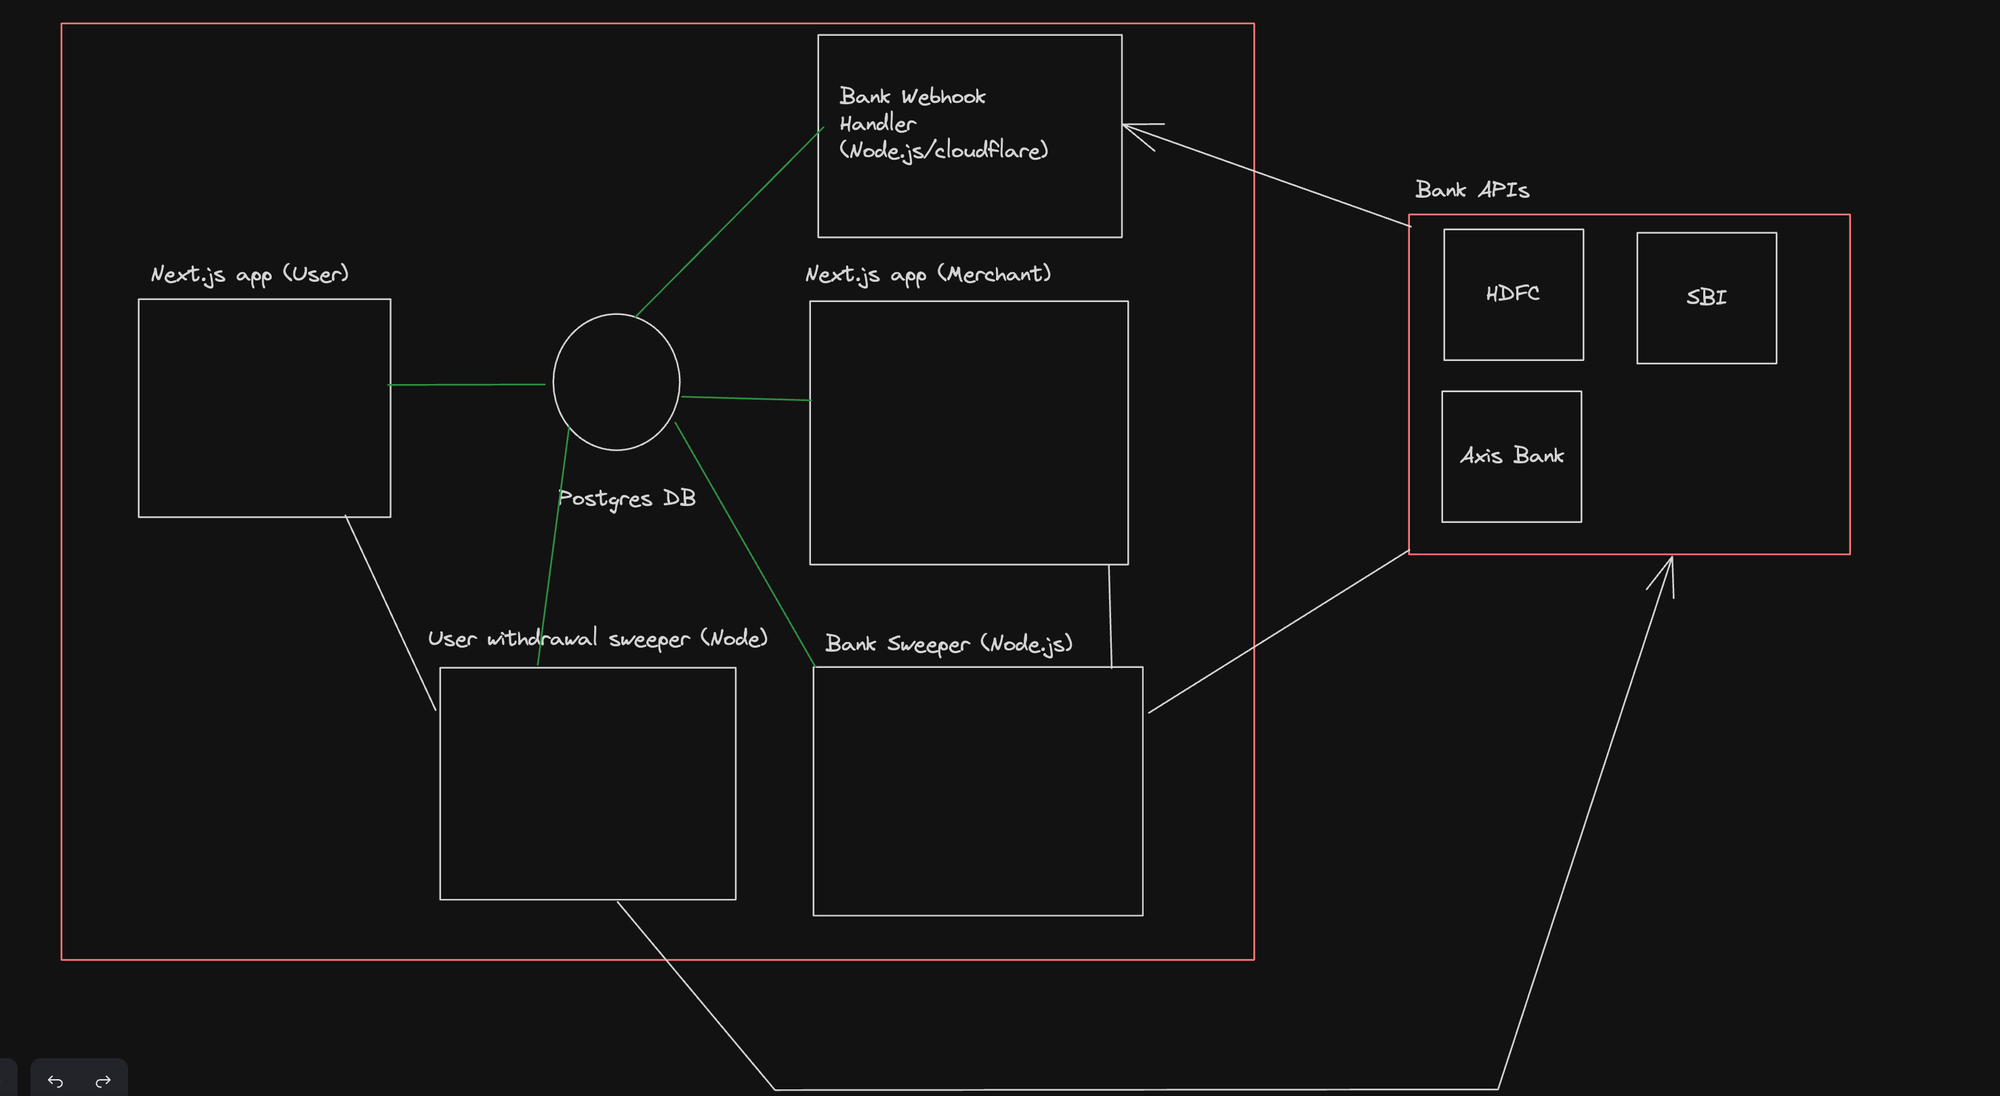 Bank Webhook
Handler
(Node.js/cloudflare)
Bank APIs
HDFC
SBI
Axis Bank
Next.js app (User)
Next.js app (Merchant)
Postgres DB
User withdrawal sweeper (Node)
Bank Sweeper (Node.js)